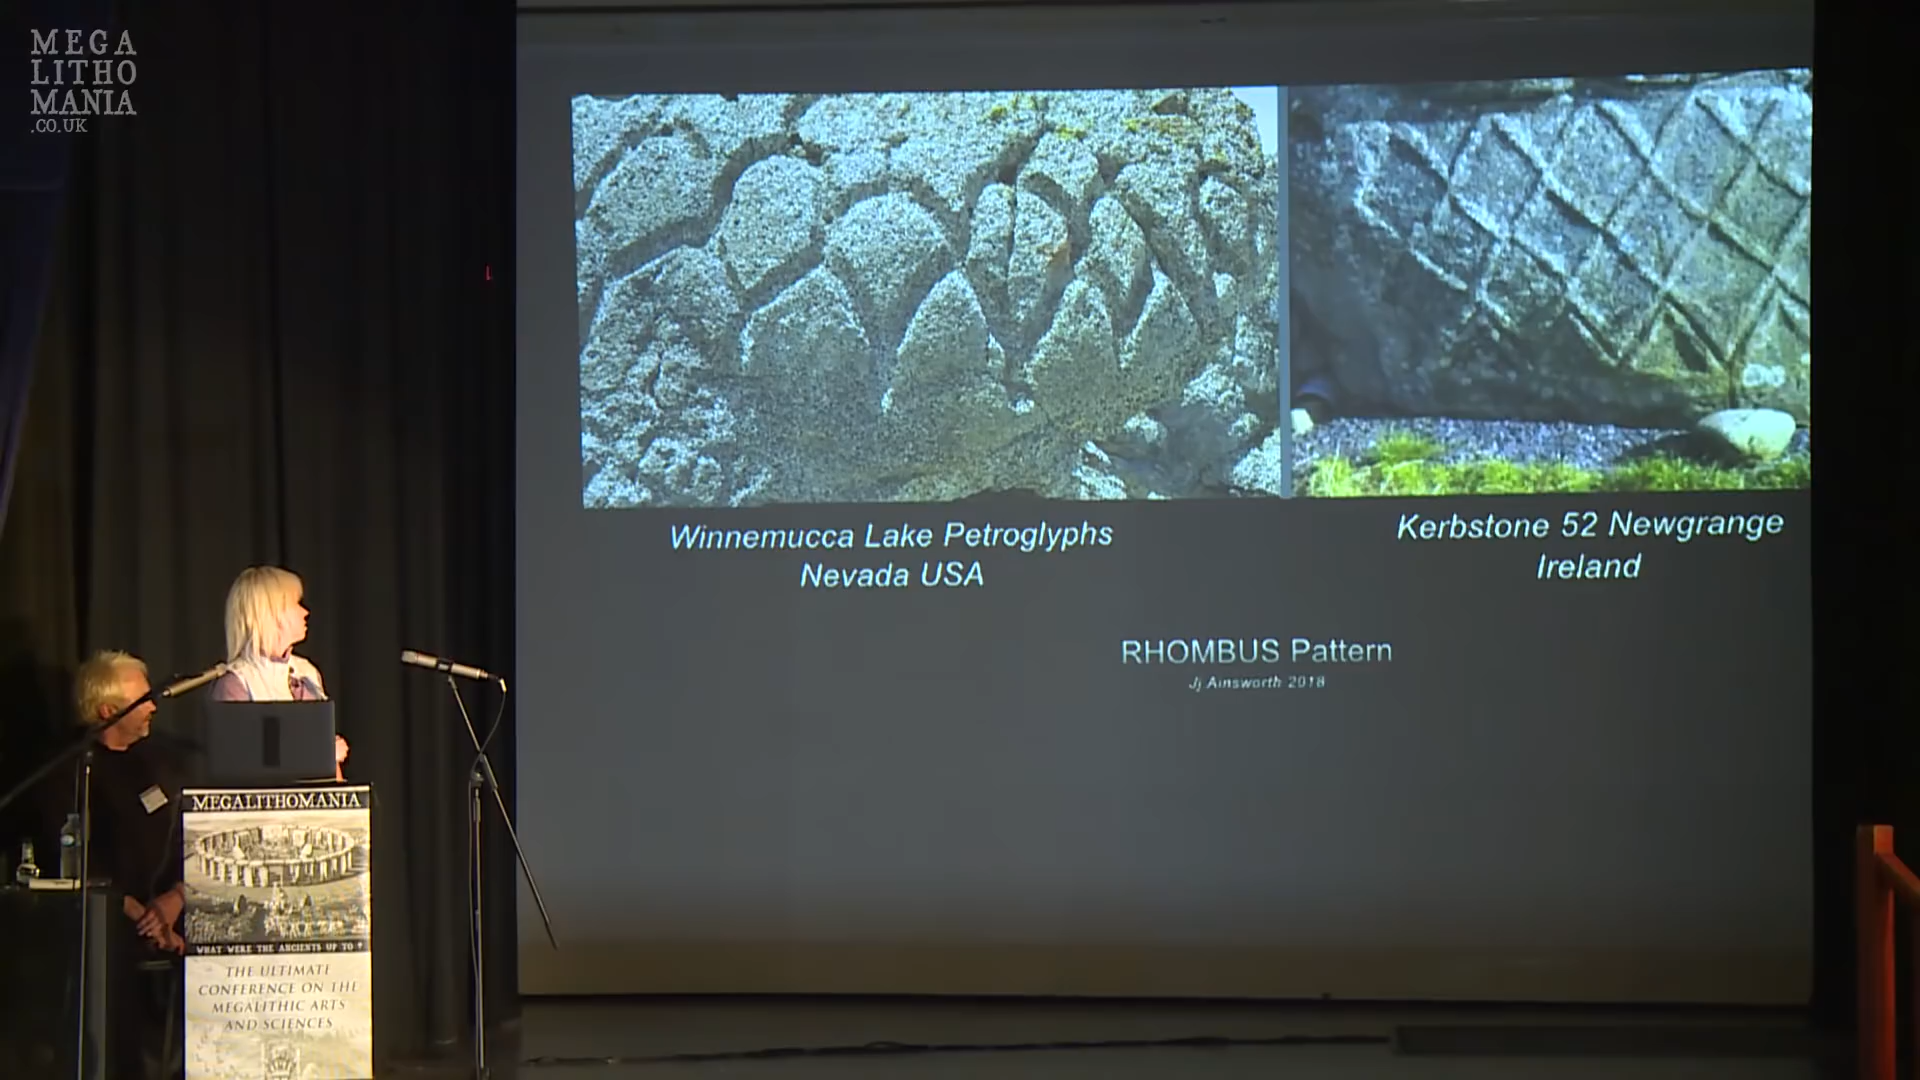 MEGA
LITHO
MANIA
.CO.UK
Winnemucca Lake Petroglyphs
Nevada USA
Kerbstone 52 Newgrange
Ireland
RHOMBUS Pattern
Jj Ainsworth 2018
MEGALITHOMANIA
WHAT WERE THE ANCIENTS UP TO ?
THE ULTIMATE
CONFERENCE ON THE
MEGALITHIC ARTS
AND SCIENCES